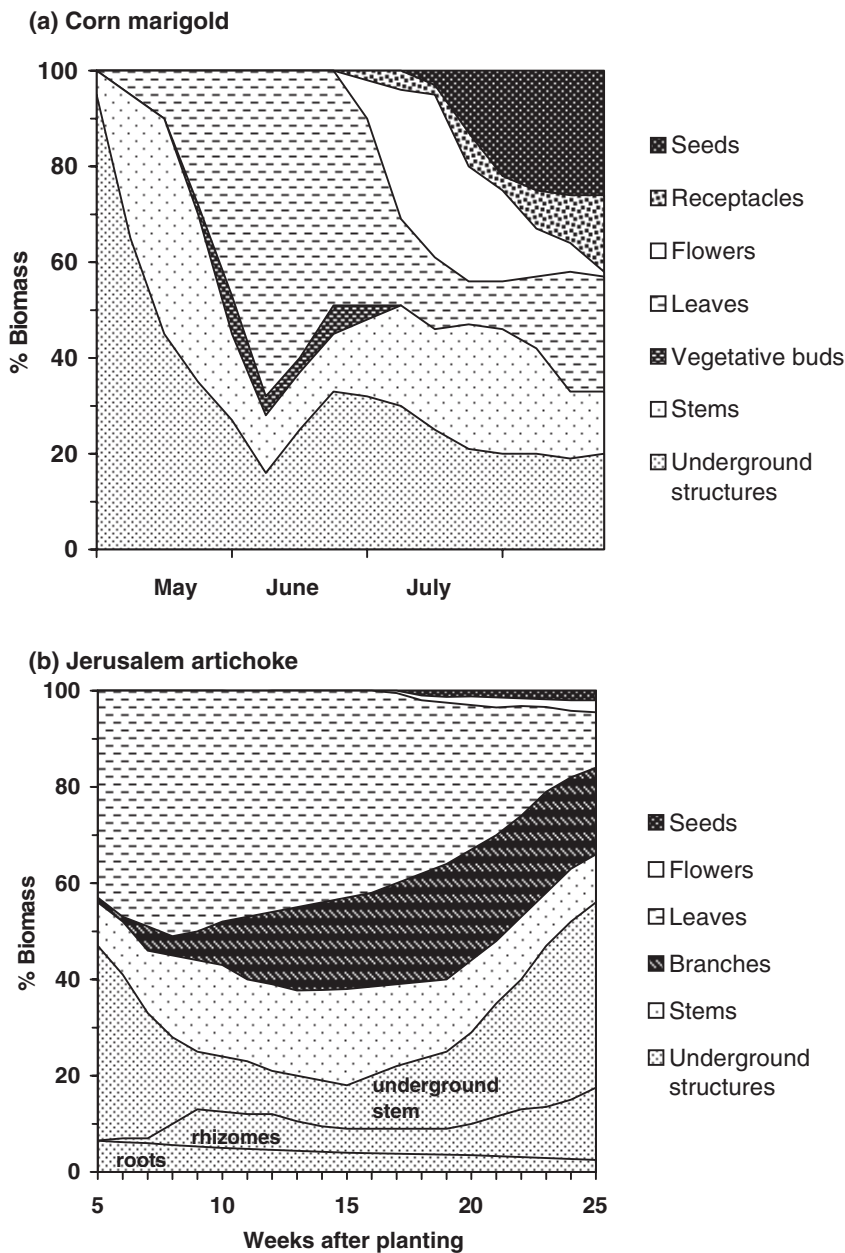 (a) Corn marigold
100
80
60
40
20
0
% Biomass
May June July
Seeds
Receptacles
Flowers
Leaves
Vegetative buds
Stems
Underground
structures
(b) Jerusalem artichoke
100
80
60
40
20
0
% Biomass
underground
stem
rhizomes
roots
5 10 15 20 25
Weeks after planting
Seeds
Flowers
Leaves
Branches
Stems
Underground
structures